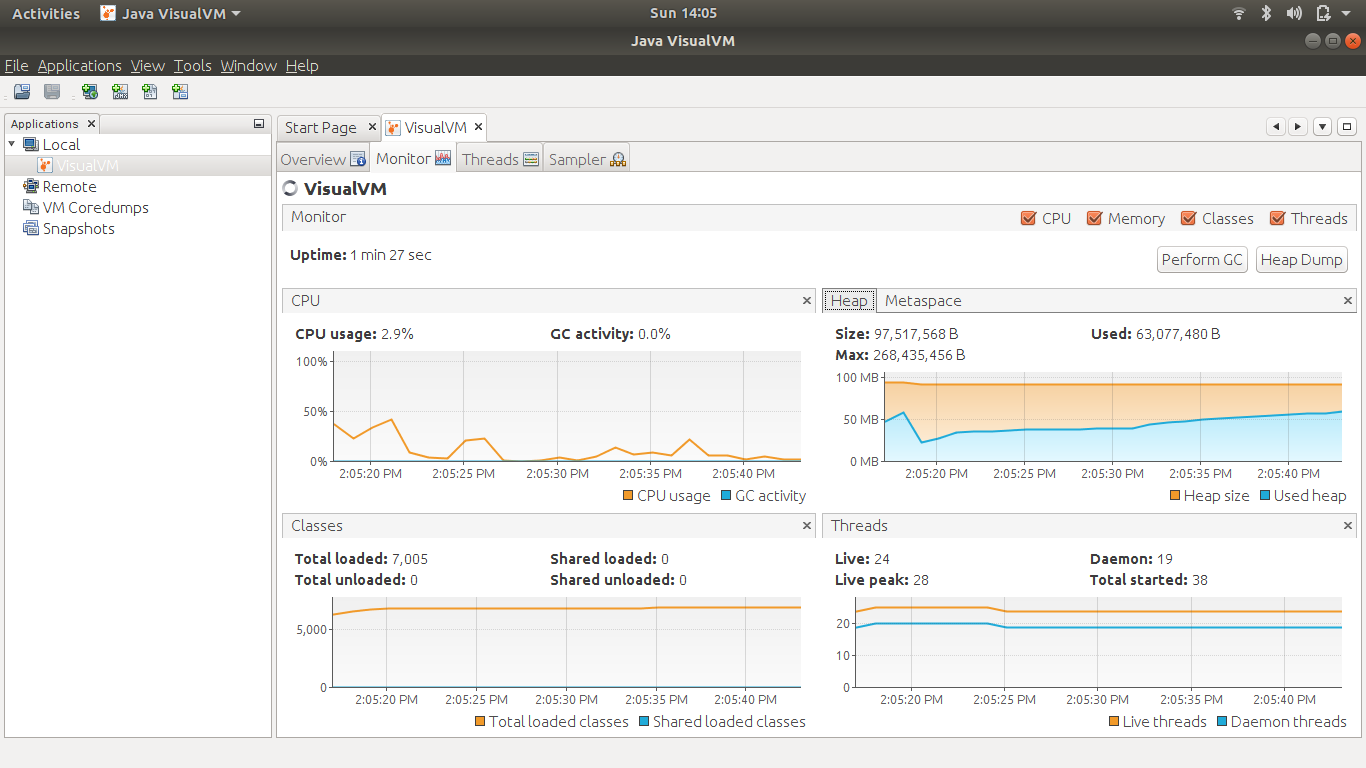 Activities Java VisualVM Sun 14:05
Java VisualVM
File Applications View Tools Window Help
Applications
Local
VisualVM
Remote
VM Coredumps
Snapshots
Start Page VisualVM
Overview Monitor Threads Sampler
VisualVM
Monitor CPU Memory Classes Threads
Uptime: 1 min 27 sec Perform GC Heap Dump
CPU
CPU usage: 2.9% GC activity: 0.0%
100%
50%
0%
2:05:20 PM 2:05:25 PM 2:05:30 PM 2:05:35 PM 2:05:40 PM
CPU usage GC activity
Heap Metaspace
Size: 97,517,568 B Used: 63,077,480 B
Max: 268,435,456 B
100 MB
50 MB
0 MB
2:05:20 PM 2:05:25 PM 2:05:30 PM 2:05:35 PM 2:05:40 PM
Heap size Used heap
Classes
Total loaded: 7,005 Shared loaded: 0
Total unloaded: 0 Shared unloaded: 0
5,000
0
2:05:20 PM 2:05:25 PM 2:05:30 PM 2:05:35 PM 2:05:40 PM
Total loaded classes Shared loaded classes
Threads
Live: 24 Daemon: 19
Live peak: 28 Total started: 38
20
10
0
2:05:20 PM 2:05:25 PM 2:05:30 PM 2:05:35 PM 2:05:40 PM
Live threads Daemon threads